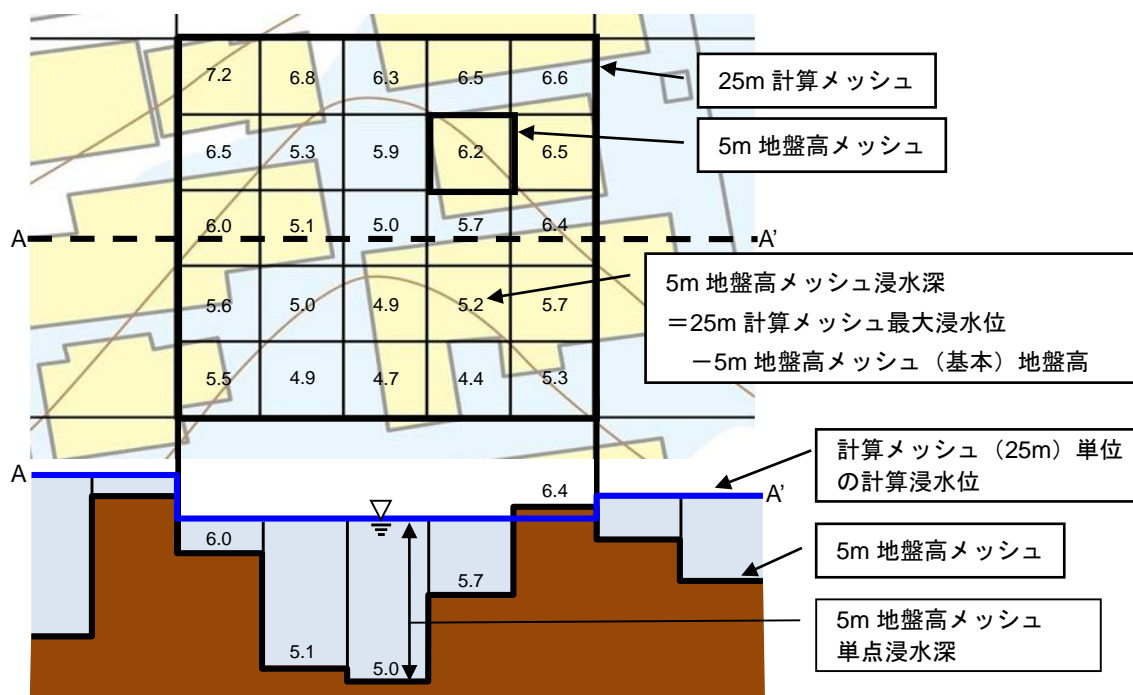 7.2 6.8 6.3 6.5 6.6
25m 計算メッシュ
6.5 5.3 5.9 6.2 6.5
5m 地盤高メッシュ
6.0 5.1 5.0 5.7 6.4
A A'
5.6 5.0 4.9 5.2 5.7
5m 地盤高メッシュ浸水深
＝25m 計算メッシュ最大浸水位
－5m 地盤高メッシュ（基本）地盤高
5.5 4.9 4.7 4.4 5.3
計算メッシュ（25m）単位
の計算浸水位
A A'
6.4
6.0
5m 地盤高メッシュ
5.7
5.1
5.0
5m 地盤高メッシュ
単点浸水深